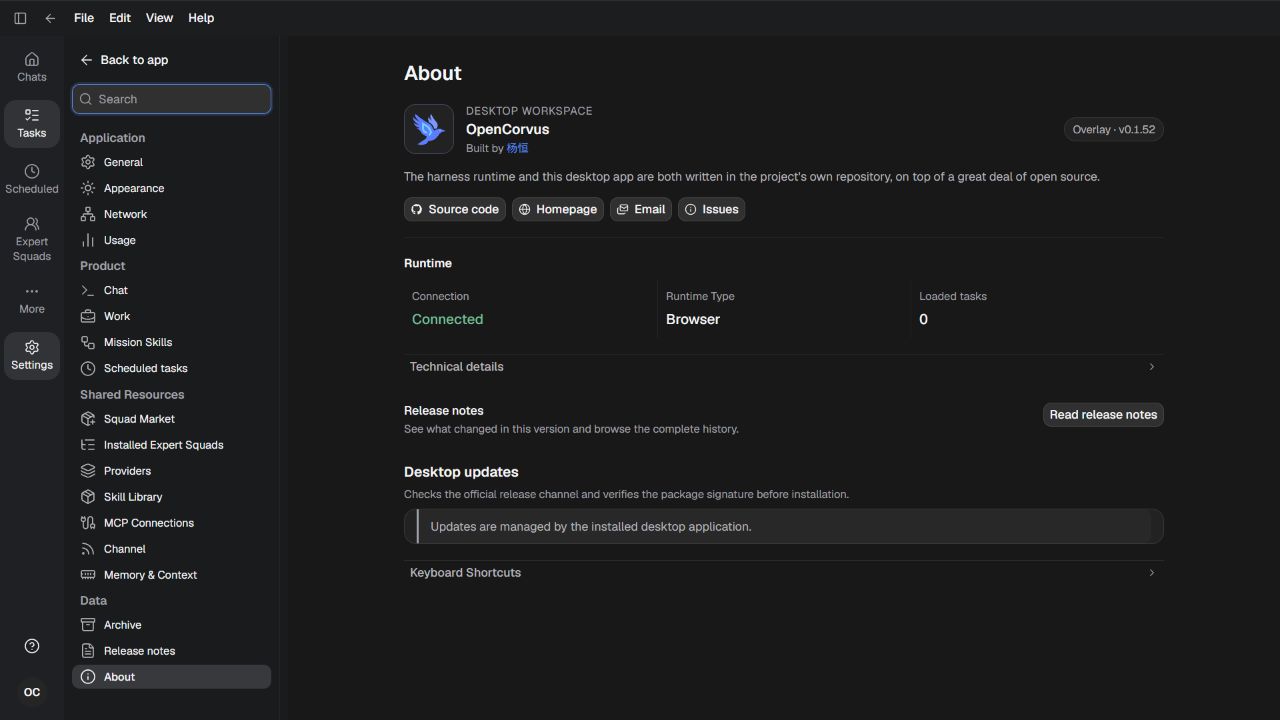 File Edit View Help
Chats
Tasks
Scheduled
Expert
Squads
More
Settings
OC
Back to app
Search
Application
General
Appearance
Network
Usage
Product
Chat
Work
Mission Skills
Scheduled tasks
Shared Resources
Squad Market
Installed Expert Squads
Providers
Skill Library
MCP Connections
Channel
Memory & Context
Data
Archive
Release notes
About
About
DESKTOP WORKSPACE
OpenCorvus
Built by 杨恒
Overlay · v0.1.52
The harness runtime and this desktop app are both written in the project's own repository, on top of a great deal of open source.
Source code Homepage Email Issues
Runtime
Connection Runtime Type Loaded tasks
Connected Browser 0
Technical details
Release notes
See what changed in this version and browse the complete history.
Read release notes
Desktop updates
Checks the official release channel and verifies the package signature before installation.
Updates are managed by the installed desktop application.
Keyboard Shortcuts